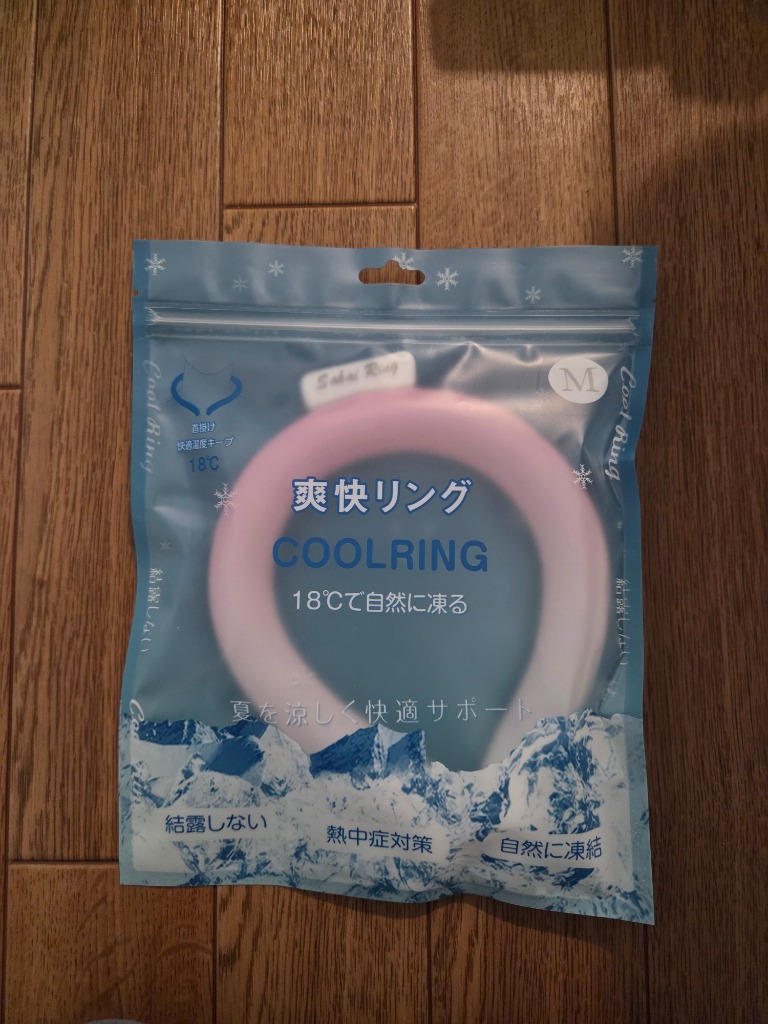 Sakai Ring
M
首掛け
快適温度キープ
18℃
Cool Ring
Cool Ring
爽快リング
COOLRING
18℃で自然に凍る
結露しない
結露しない
夏を涼しく快適サポート
結露しない
熱中症対策
自然に凍結